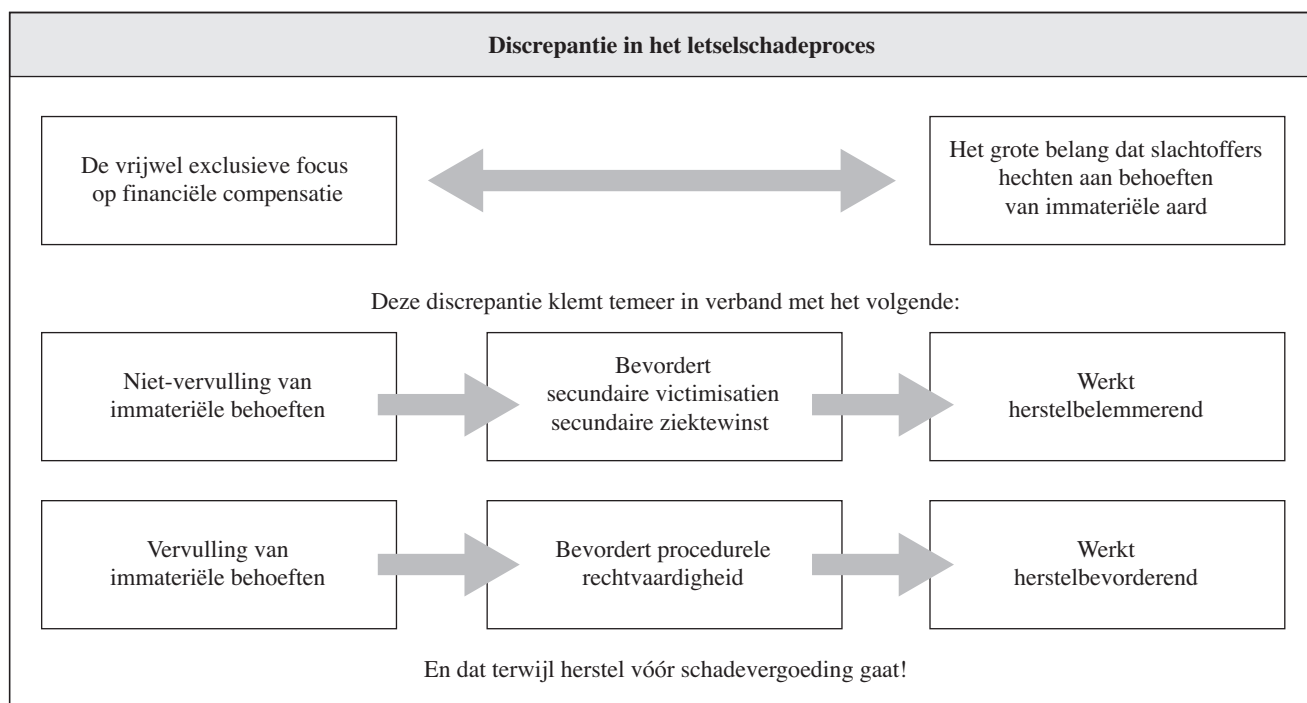 Discrepantie in het letselschadeproces
De vrijwel exclusieve focus
op financiële compensatie
Het grote belang dat slachtoffers
hechten aan behoeften
van immateriële aard
Deze discrepantie klemt temeer in verband met het volgende:
Niet-vervulling van
immateriële behoeften
Bevordert
secundaire victimisatien
secundaire ziektewinst
Werkt
herstelbelemmerend
Vervulling van
immateriële behoeften
Bevordert procedurele
rechtvaardigheid
Werkt
herstelbevorderend
En dat terwijl herstel vóór schadevergoeding gaat!